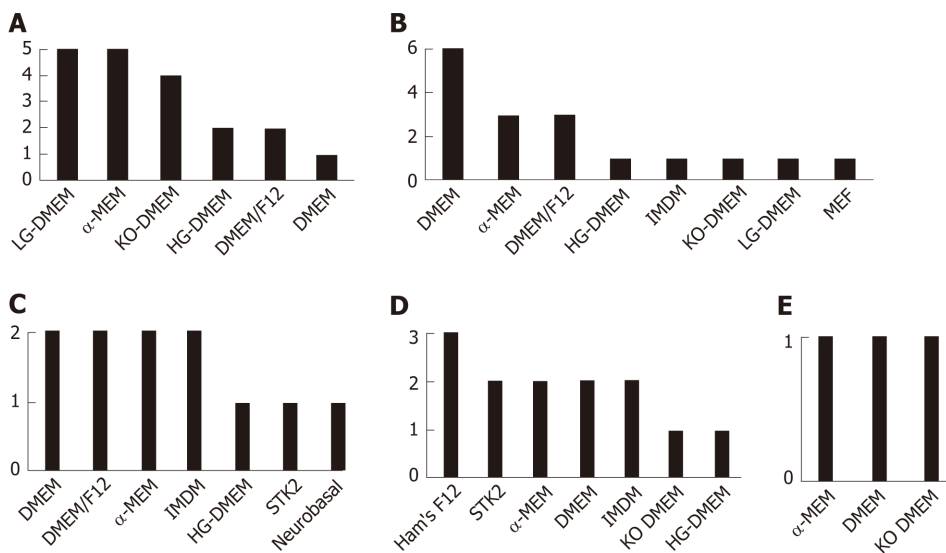 A
5
4
3
2
1
0
LG-DMEM
α-MEM
KO-DMEM
HG-DMEM
DMEM/F12
DMEM
B
6
4
2
0
DMEM
α-MEM
DMEM/F12
HG-DMEM
IMDM
KO-DMEM
LG-DMEM
MEF
C
2
1
0
DMEM
DMEM/F12
α-MEM
IMDM
HG-DMEM
STK2
Neurobasal
D
3
2
1
0
Ham's F12
STK2
α-MEM
DMEM
IMDM
KO DMEM
HG-DMEM
E
1
0
α-MEM
DMEM
KO DMEM